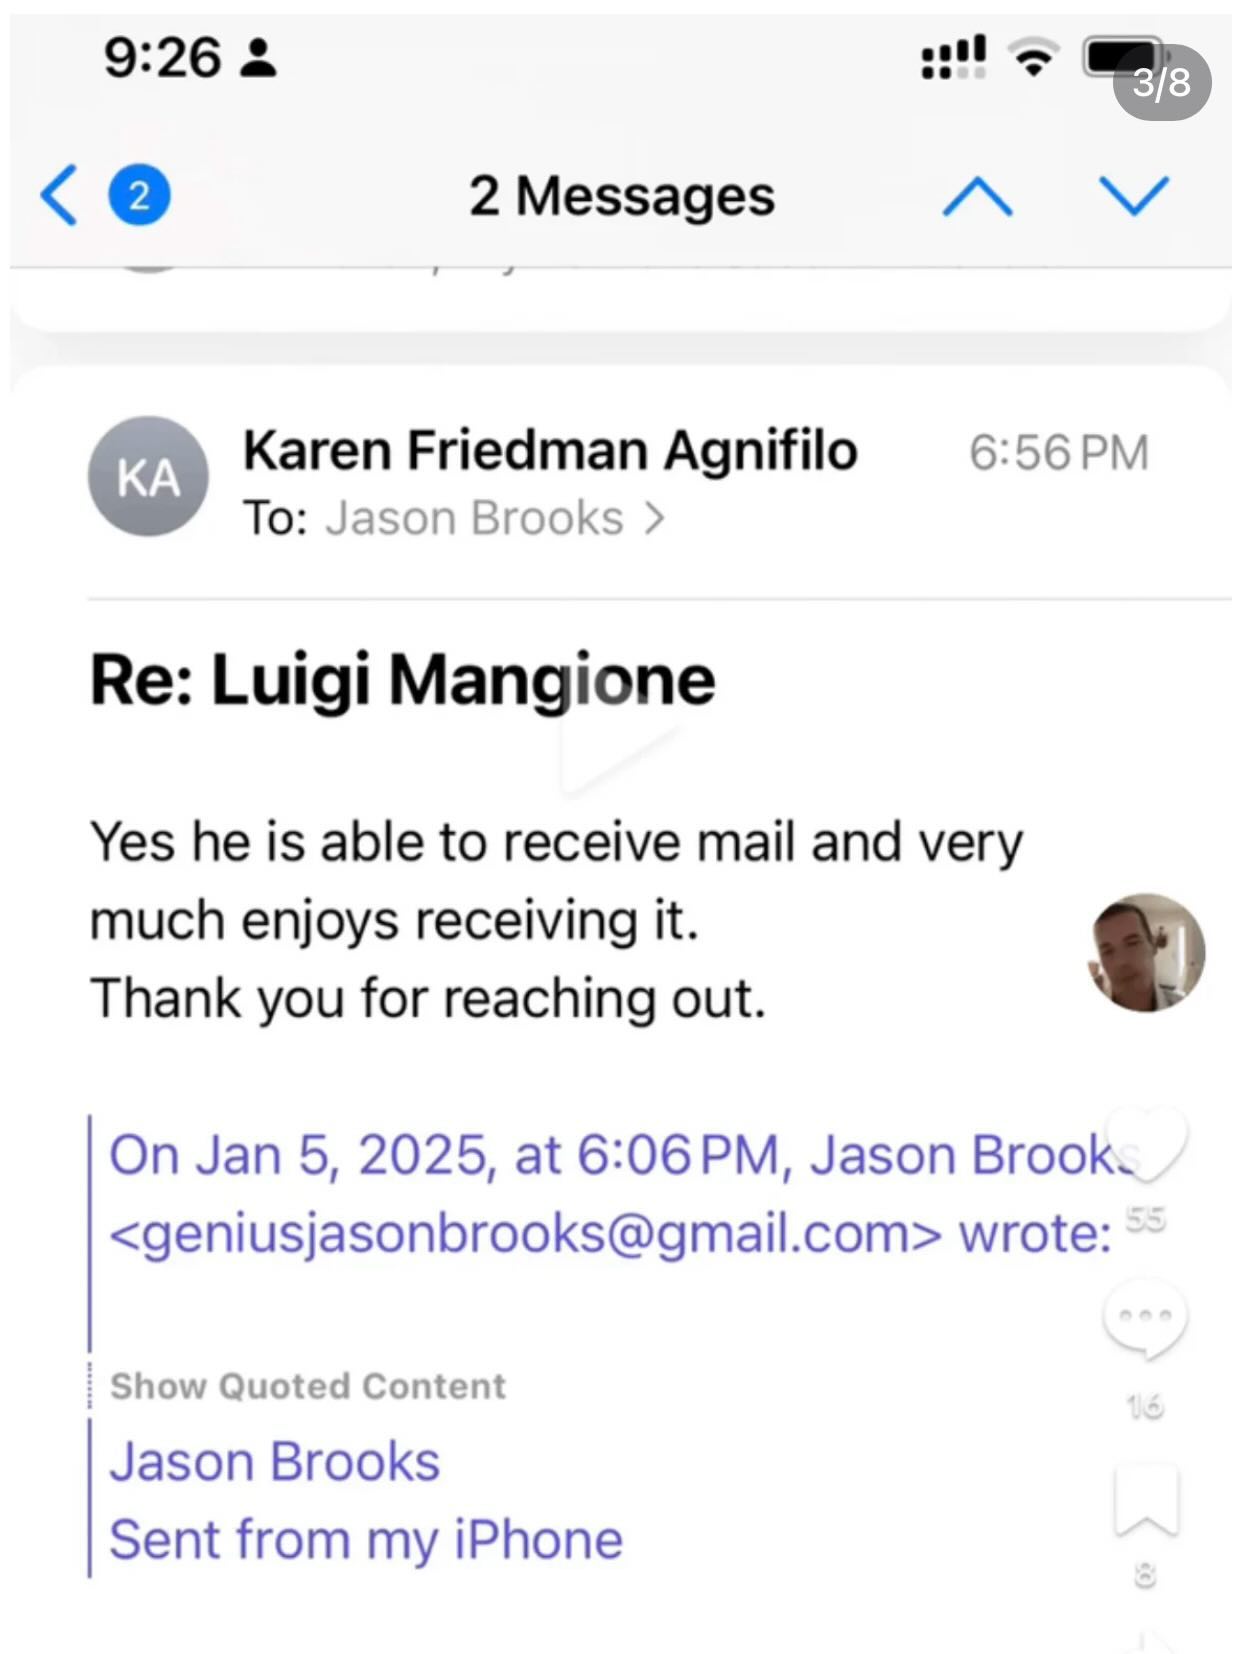 9:26
3/8
2
2 Messages
KA
Karen Friedman Agnifilo
6:56 PM
To: Jason Brooks
Re: Luigi Mangione
Yes he is able to receive mail and very
much enjoys receiving it.
Thank you for reaching out.
On Jan 5, 2025, at 6:06 PM, Jason Brooks
<geniusjasonbrooks@gmail.com> wrote:
55
Show Quoted Content
16
Jason Brooks
Sent from my iPhone
8